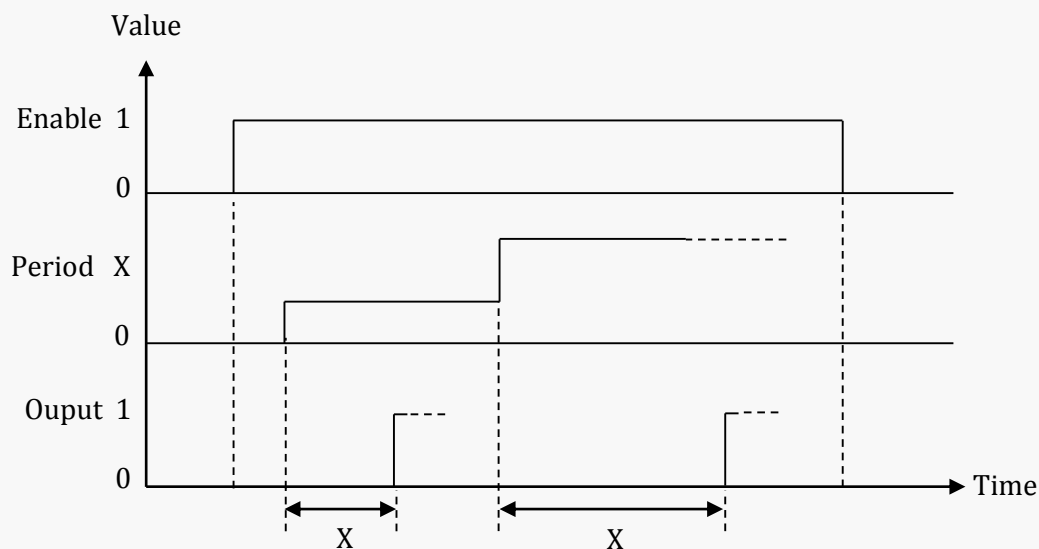 Value
Enable 1
0
Period X
0
Ouput 1
0
Time
X
X